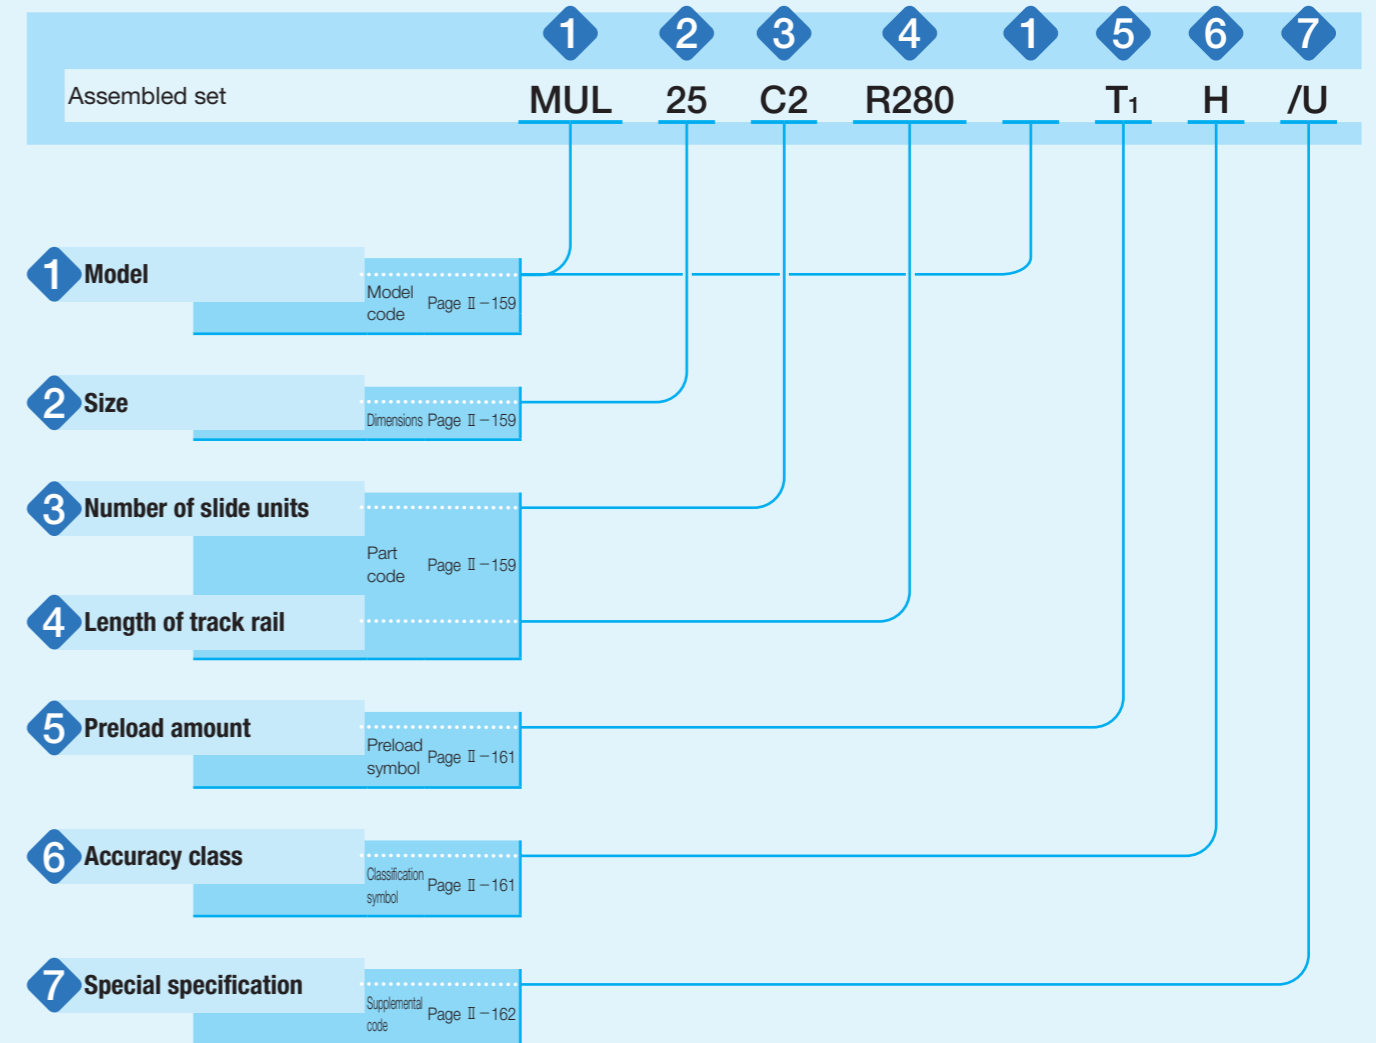 1 2 3 4 1 5 6 7
Assembled set MUL 25 C2 R280 T1 H /U
1 Model
Model code Page Ⅱ－159
2 Size
Dimensions Page Ⅱ－159
3 Number of slide units
Part code Page Ⅱ－159
4 Length of track rail
5 Preload amount
Preload symbol Page Ⅱ－161
6 Accuracy class
Classification symbol Page Ⅱ－161
7 Special specification
Supplemental code Page Ⅱ－162